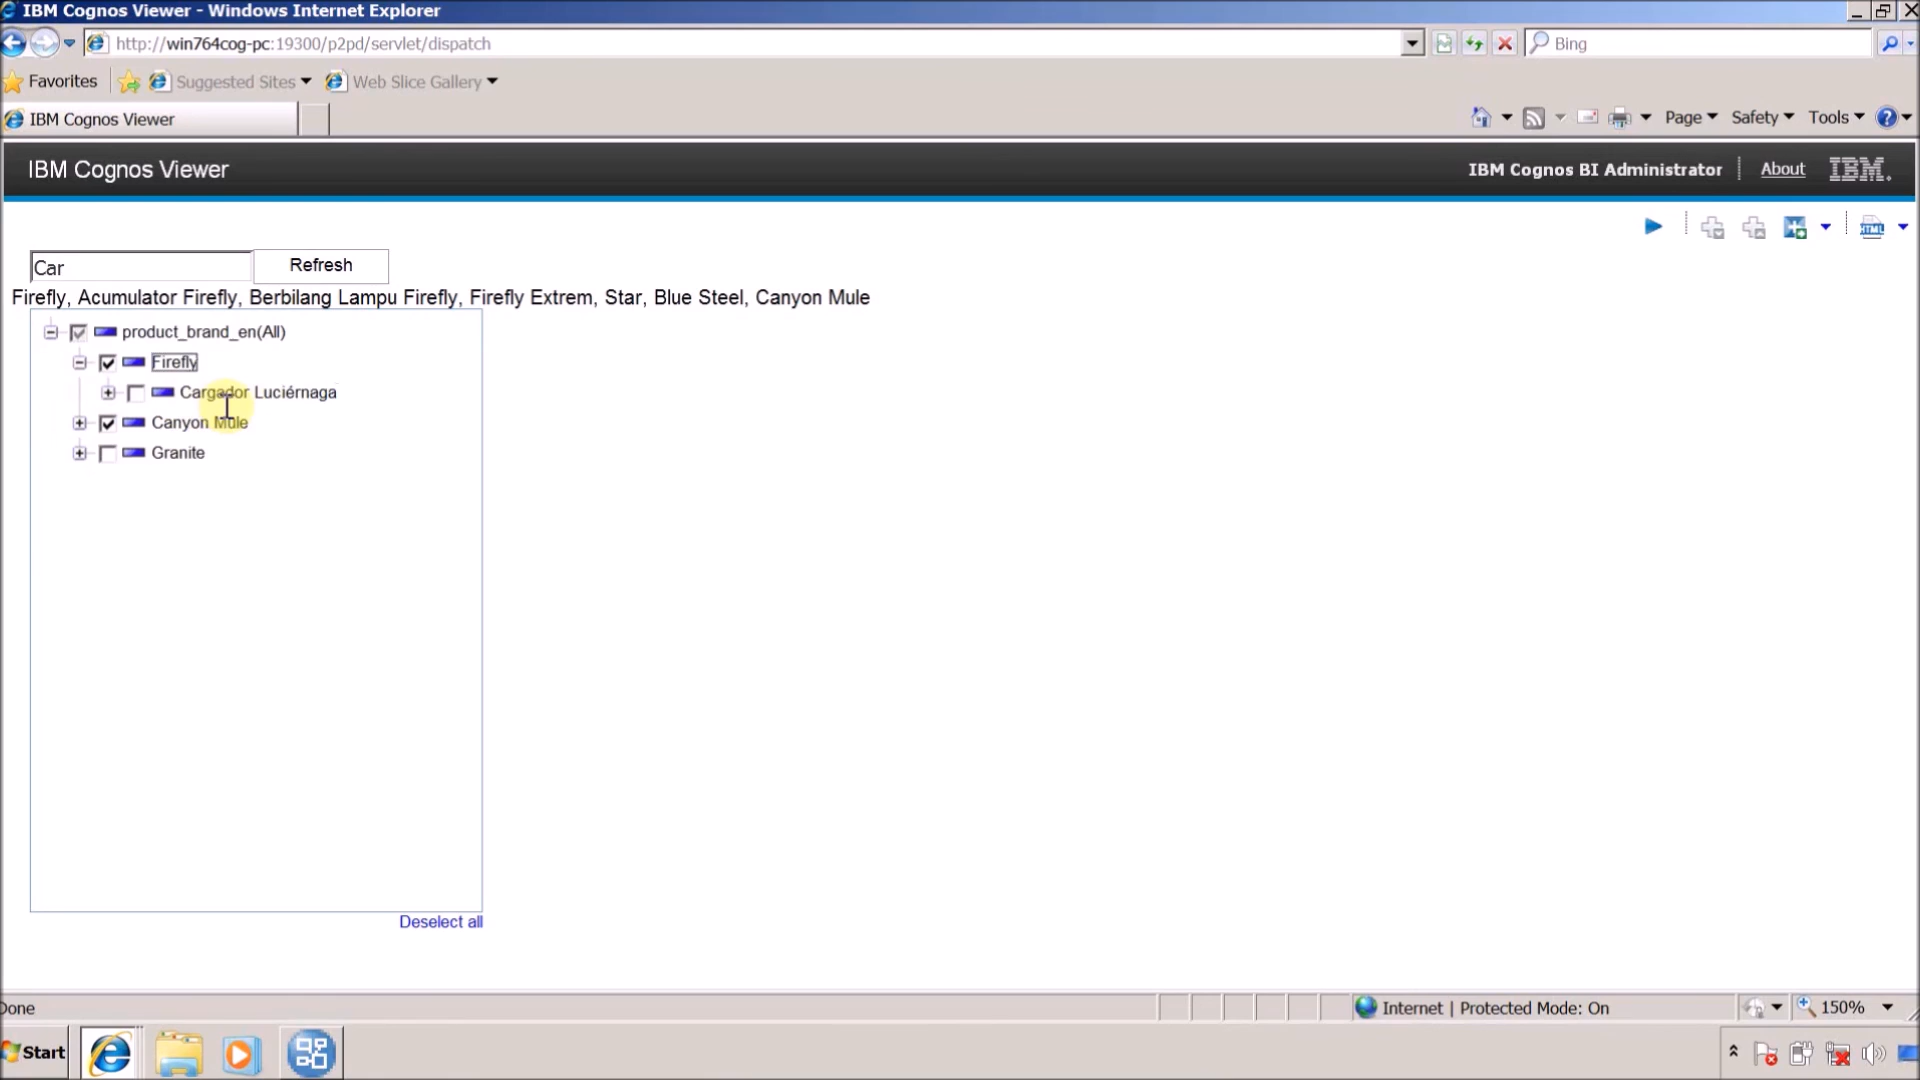 IBM Cognos Viewer - Windows Internet Explorer
http://win764cog-pc:19300/p2pd/servlet/dispatch
Bing
Favorites Suggested Sites Web Slice Gallery
IBM Cognos Viewer
Page Safety Tools
IBM Cognos Viewer
IBM Cognos BI Administrator About IBM.
HTML
Car
Refresh
Firefly, Acumulator Firefly, Berbilang Lampu Firefly, Firefly Extrem, Star, Blue Steel, Canyon Mule
product_brand_en(All)
Firefly
Cargador Luciérnaga
Canyon Mule
Granite
Deselect all
Done
Internet | Protected Mode: On
150%
Start